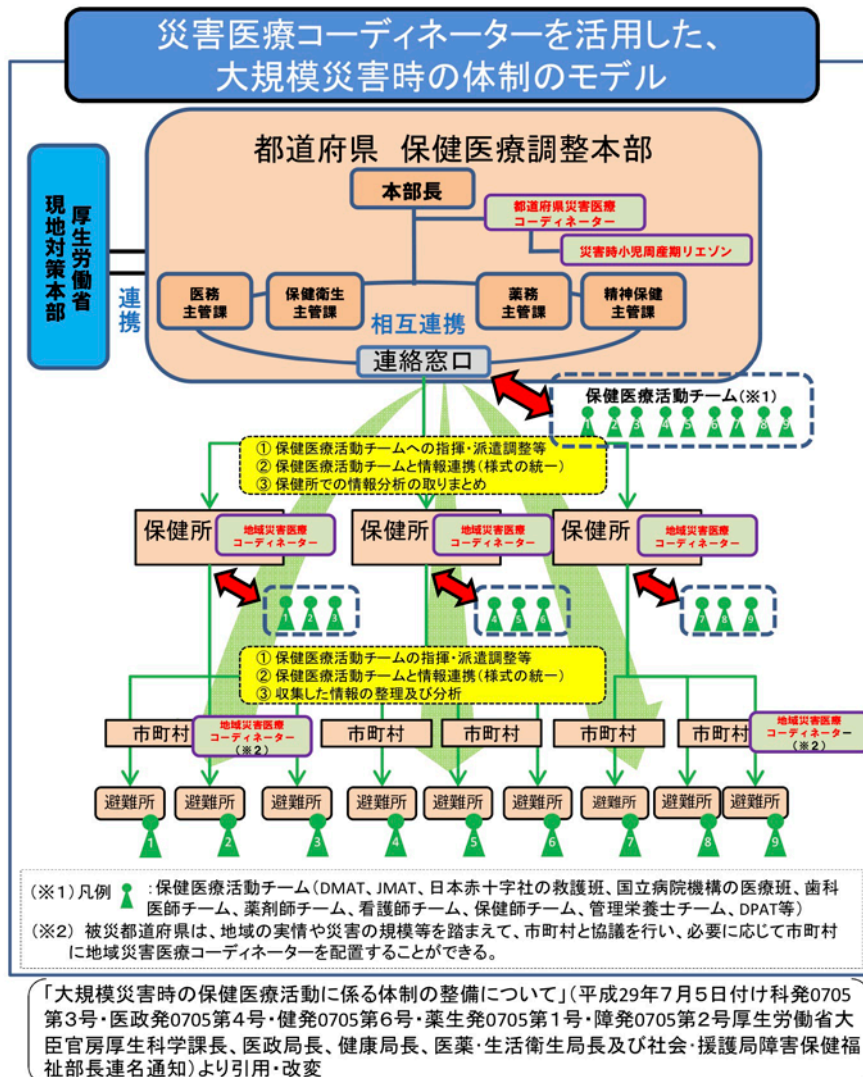 災害医療コーディネーターを活用した、
大規模災害時の体制のモデル
都道府県 保健医療調整本部
本部長
都道府県災害医療
コーディネーター
災害時小児周産期リエゾン
厚生労働省
現地対策本部
連携
医務
主管課
保健衛生
主管課
薬務
主管課
精神保健
主管課
相互連携
連絡窓口
保健医療活動チーム(※1)
1 2 3 4 5 6 7 8 9
① 保健医療活動チームへの指揮・派遣調整等
② 保健医療活動チームと情報連携(様式の統一)
③ 保健所での情報分析の取りまとめ
保健所
地域災害医療
コーディネーター
保健所
地域災害医療
コーディネーター
保健所
地域災害医療
コーディネーター
1 2 3
4 5 6
7 8 9
① 保健医療活動チームの指揮・派遣調整等
② 保健医療活動チームと情報連携(様式の統一)
③ 収集した情報の整理及び分析
市町村
地域災害医療
コーディネーター
(※2)
市町村
市町村
市町村
市町村
地域災害医療
コーディネーター
(※2)
避難所 避難所 避難所 避難所 避難所 避難所 避難所 避難所 避難所
1 2 3 4 5 6 7 8 9
(※1)凡例 :保健医療活動チーム(DMAT、JMAT、日本赤十字社の救護班、国立病院機構の医療班、歯科
医師チーム、薬剤師チーム、看護師チーム、保健師チーム、管理栄養士チーム、DPAT等)
(※2) 被災都道府県は、地域の実情や災害の規模等を踏まえて、市町村と協議を行い、必要に応じて市町村
に地域災害医療コーディネーターを配置することができる。
「大規模災害時の保健医療活動に係る体制の整備について」(平成29年7月5日付け科発0705
第3号・医政発0705第4号・健発0705第6号・薬生発0705第1号・障発0705第2号厚生労働省大
臣官房厚生科学課長、医政局長、健康局長、医薬・生活衛生局長及び社会・援護局障害保健福
祉部長連名通知)より引用・改変